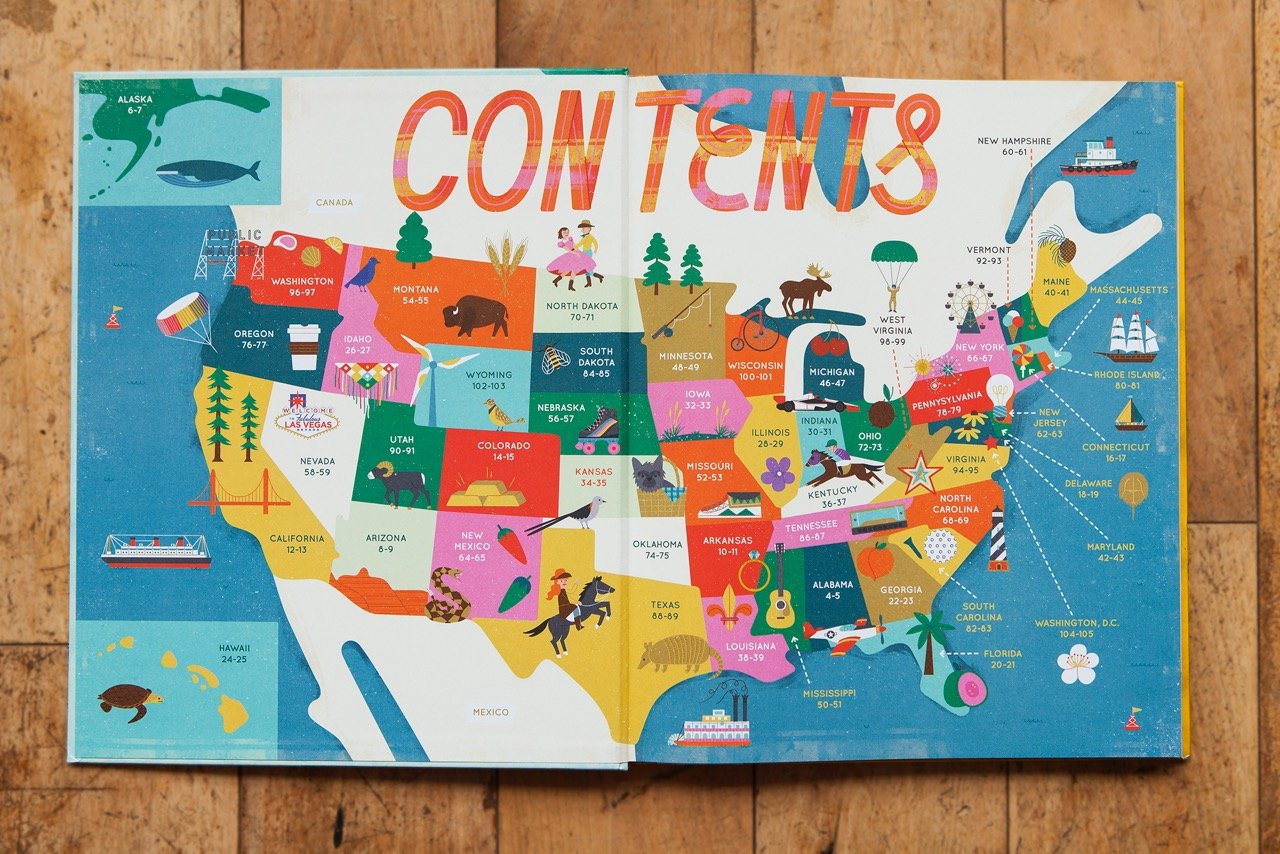 CONTENTS
ALASKA
6-7
CANADA
PUBLIC
MARKET
WASHINGTON
96-97
MONTANA
54-55
NORTH DAKOTA
70-71
OREGON
76-77
IDAHO
26-27
WYOMING
102-103
SOUTH
DAKOTA
84-85
MINNESOTA
48-49
WISCONSIN
100-101
MICHIGAN
46-47
WEST
VIRGINIA
98-99
NEW HAMPSHIRE
60-61
VERMONT
92-93
MAINE
40-41
MASSACHUSETTS
44-45
NEW YORK
66-67
RHODE ISLAND
80-81
PENNSYLVANIA
78-79
NEW
JERSEY
62-63
CONNECTICUT
16-17
WELCOME
TO Fabulous
LAS VEGAS
NEVADA
NEVADA
58-59
UTAH
90-91
COLORADO
14-15
NEBRASKA
56-57
KANSAS
34-35
IOWA
32-33
ILLINOIS
28-29
INDIANA
30-31
OHIO
72-73
MISSOURI
52-53
KENTUCKY
36-37
VIRGINIA
94-95
DELAWARE
18-19
NORTH
CAROLINA
68-69
MARYLAND
42-43
CALIFORNIA
12-13
ARIZONA
8-9
NEW
MEXICO
64-65
OKLAHOMA
74-75
ARKANSAS
10-11
TENNESSEE
86-87
TEXAS
88-89
ALABAMA
4-5
GEORGIA
22-23
SOUTH
CAROLINA
82-83
WASHINGTON, D.C.
104-105
HAWAII
24-25
LOUISIANA
38-39
FLORIDA
20-21
MISSISSIPPI
50-51
MEXICO